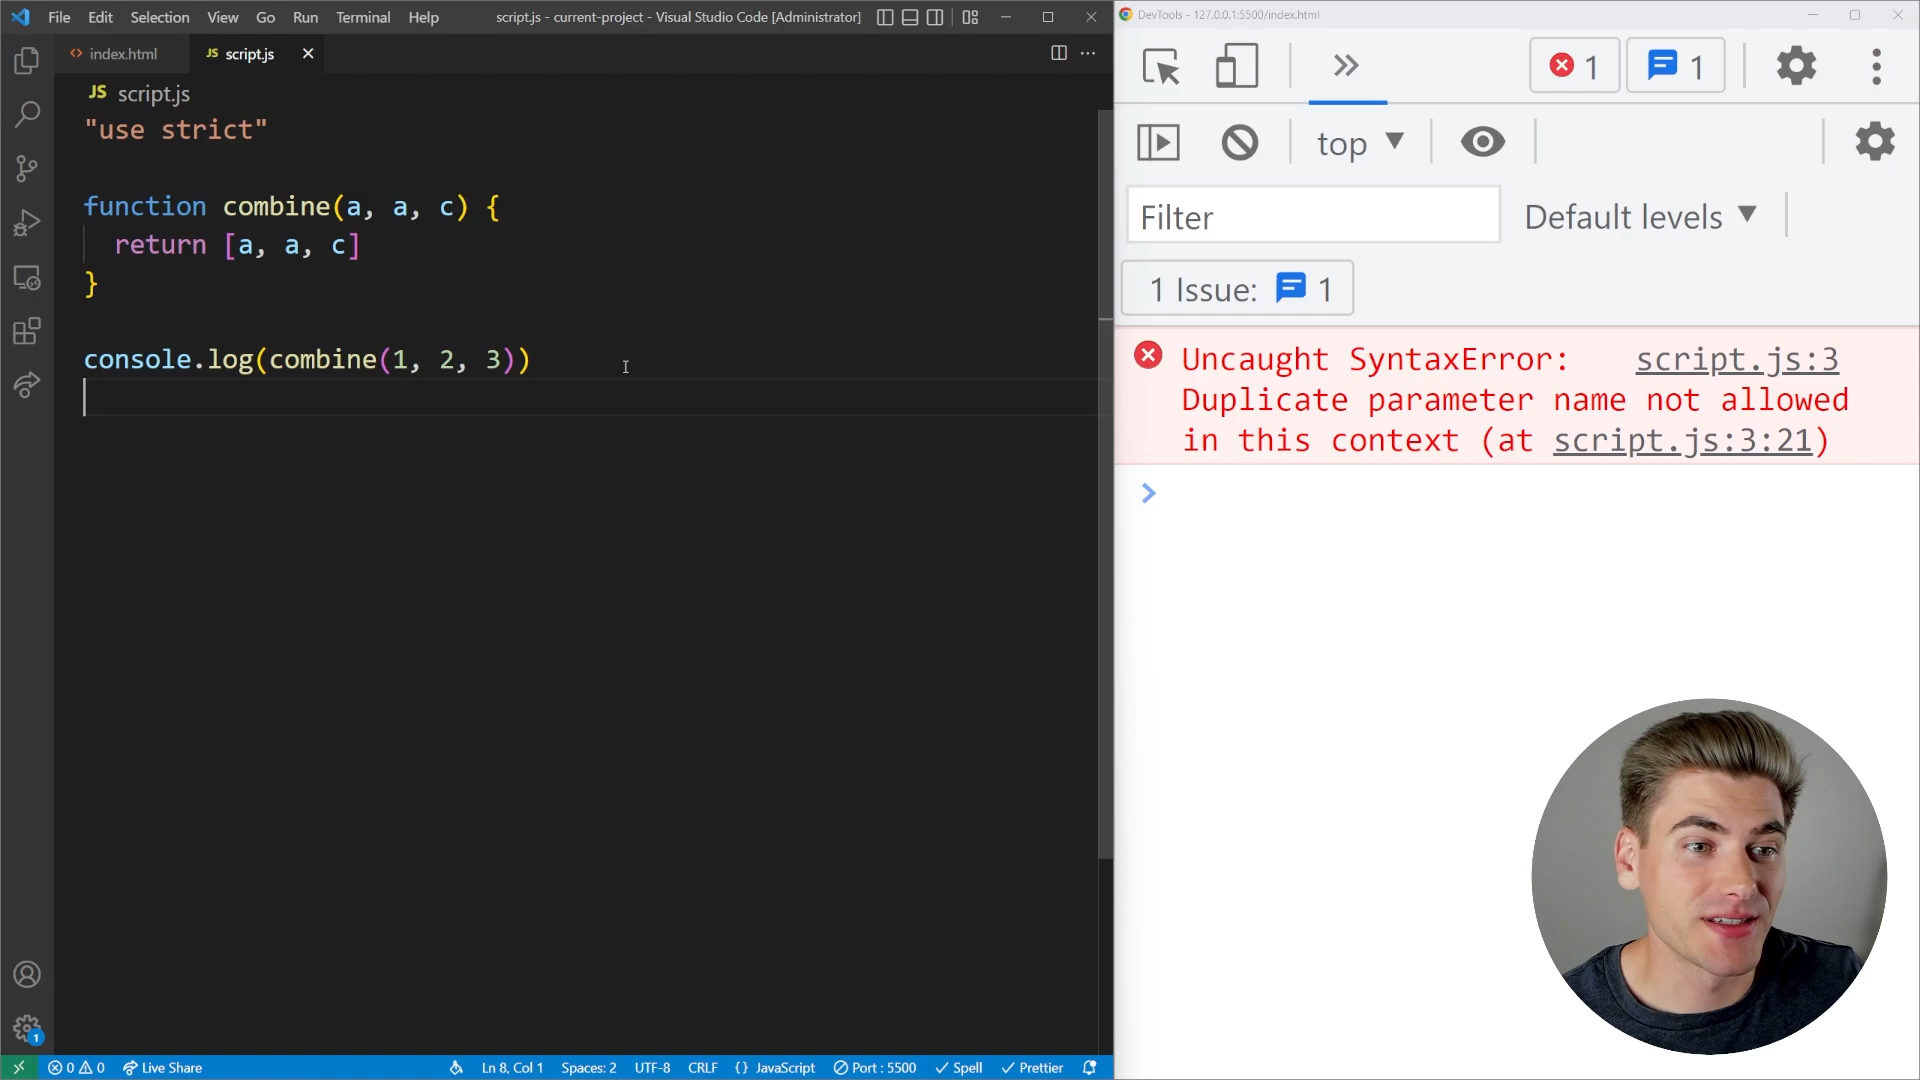 File Edit Selection View Go Run Terminal Help script.js - current-project - Visual Studio Code [Administrator]
index.html JS script.js
JS script.js
"use strict"
function combine(a, a, c) {
return [a, a, c]
}
console.log(combine(1, 2, 3))
1
0 0 Live Share Ln 8, Col 1 Spaces: 2 UTF-8 CRLF {} JavaScript Port : 5500 Spell Prettier
DevTools - 127.0.0.1:5500/index.html
1 1
top
Filter Default levels
1 Issue: 1
Uncaught SyntaxError: script.js:3
Duplicate parameter name not allowed
in this context (at script.js:3:21)